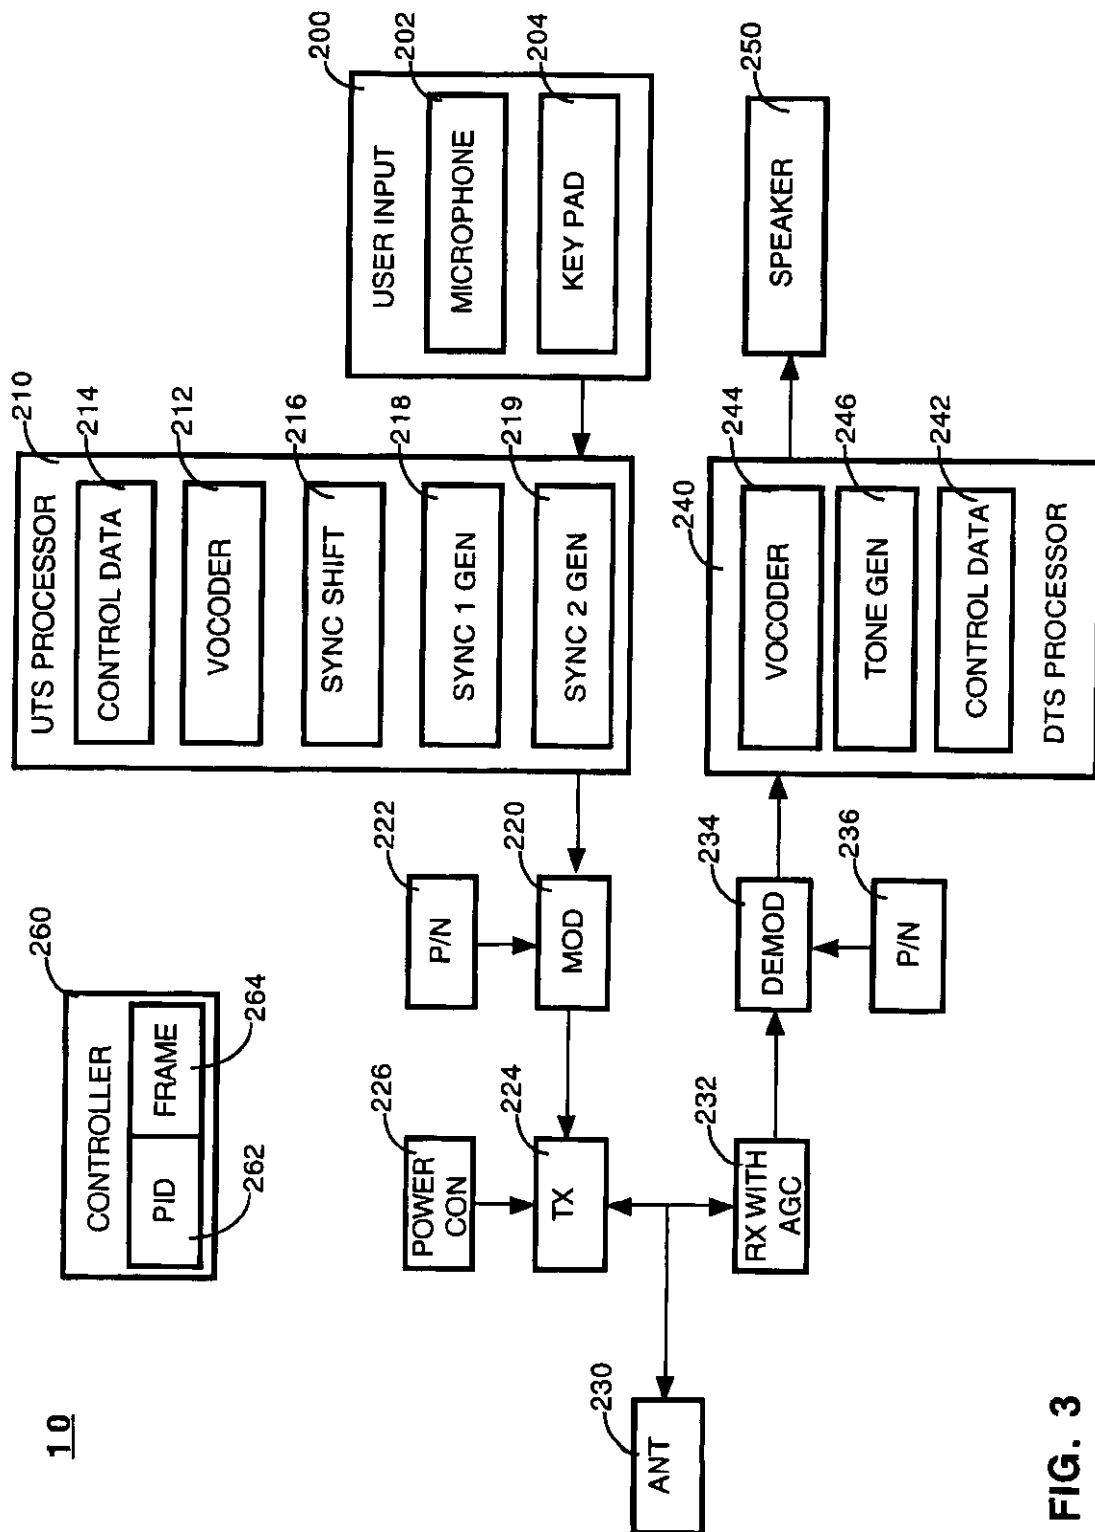 10
CONTROLLER
260
PID
FRAME
262
264
UTS PROCESSOR
210
CONTROL DATA
214
VOCODER
212
SYNC SHIFT
216
SYNC 1 GEN
218
SYNC 2 GEN
219
USER INPUT
200
MICROPHONE
202
KEY PAD
204
POWER
CON
226
P/N
222
TX
224
MOD
220
ANT
230
RX WITH
AGC
232
DEMOD
234
P/N
236
240
VOCODER
244
TONE GEN
246
CONTROL DATA
242
DTS PROCESSOR
SPEAKER
250
FIG. 3